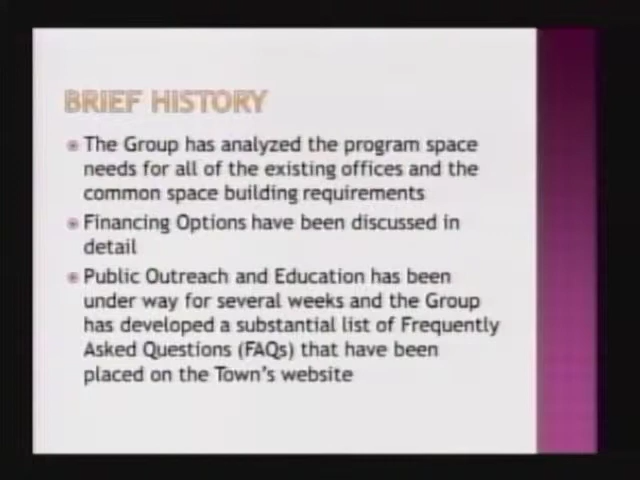 BRIEF HISTORY
The Group has analyzed the program space
needs for all of the existing offices and the
common space building requirements
Financing Options have been discussed in
detail
Public Outreach and Education has been
under way for several weeks and the Group
has developed a substantial list of Frequently
Asked Questions (FAQs) that have been
placed on the Town's website